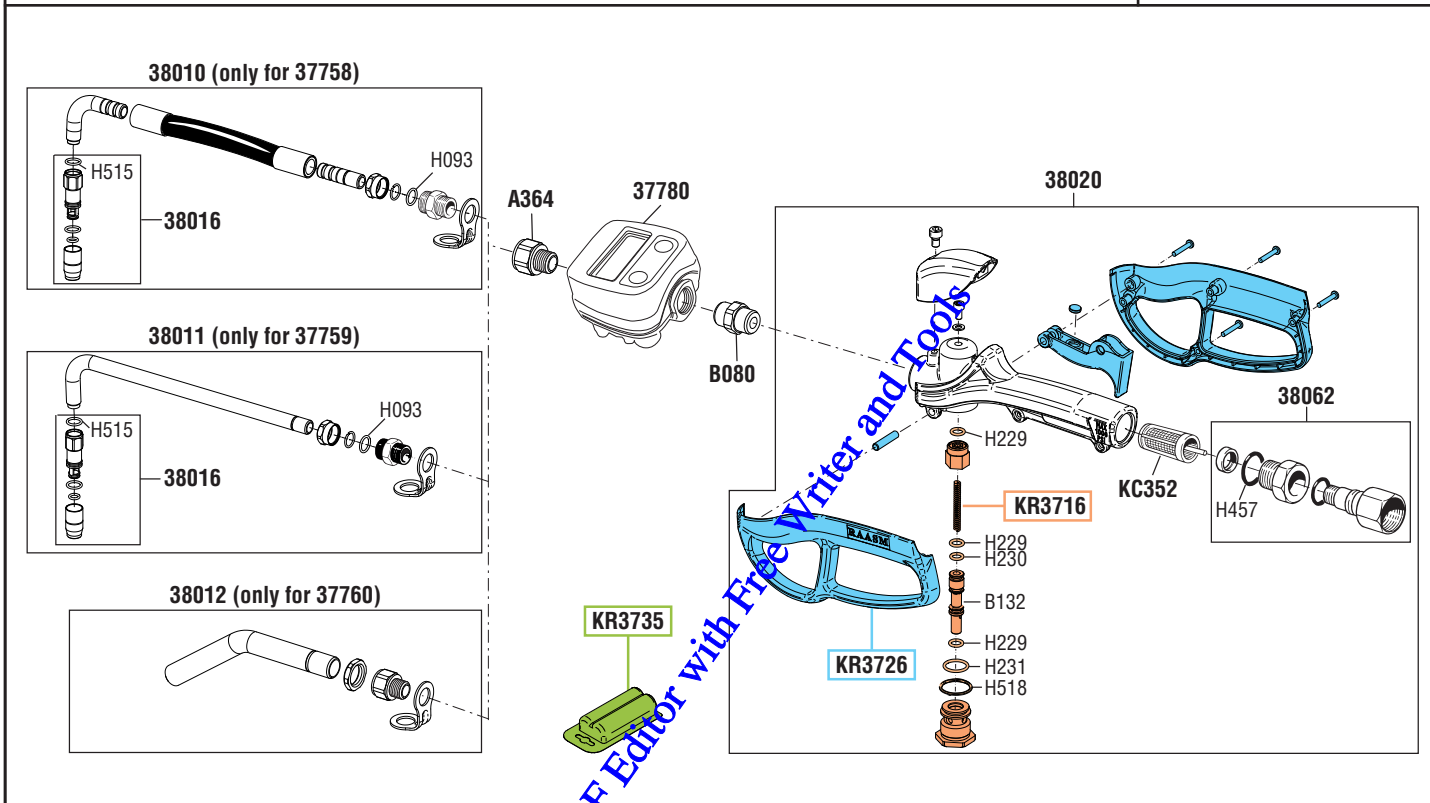 38010 (only for 37758)
H515
38016
H093
A364
37780
B080
38020
38011 (only for 37759)
H515
38016
H093
38012 (only for 37760)
38062
H457
KC352
H229
KR3716
H229
H230
B132
H229
H231
H518
RAASM
KR3726
KR3735
F Editor with Free Writer and Tools